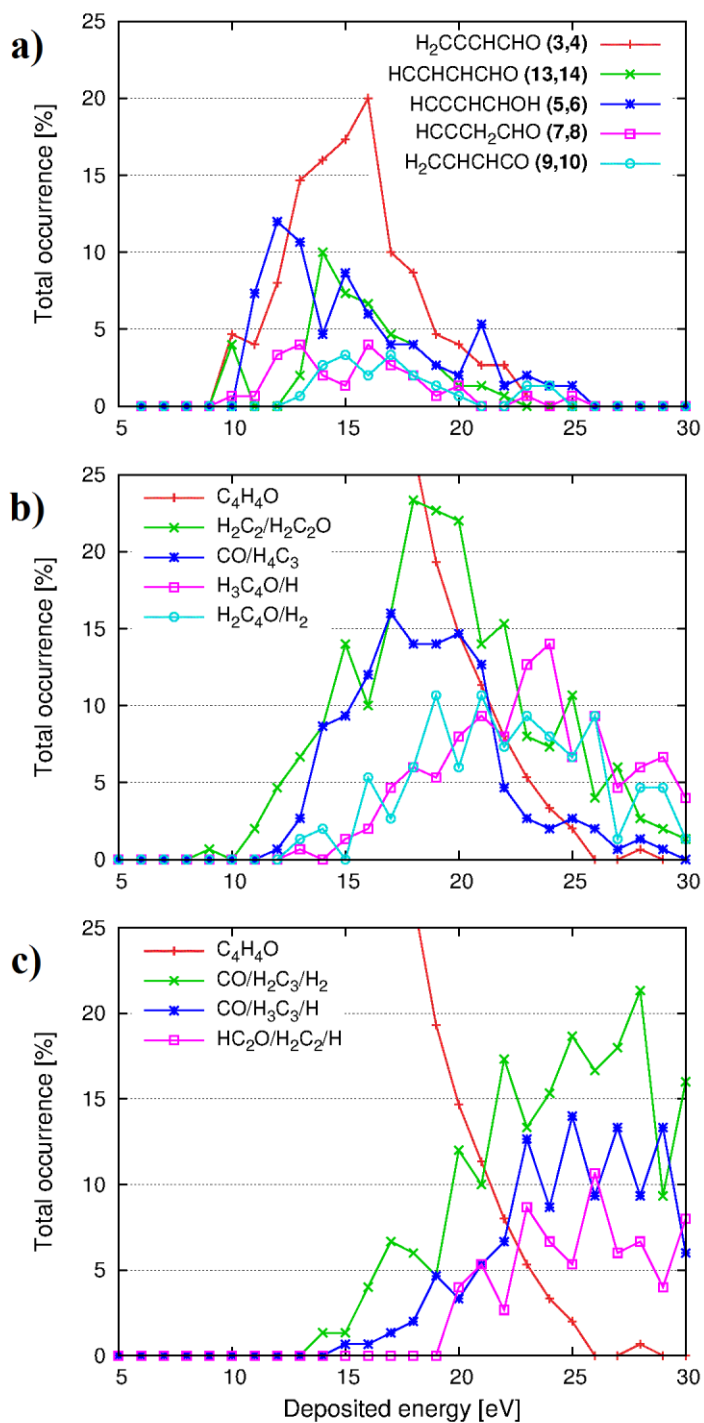 a)
Total occurrence [%]
25
20
15
10
5
0
H₂CCCHCHO (3,4)
HCCHCHCHO (13,14)
HCCCHCHOH (5,6)
HCCCH₂CHO (7,8)
H₂CCHCHCO (9,10)
5 10 15 20 25 30
b)
Total occurrence [%]
25
20
15
10
5
0
C₄H₄O
H₂C₂/H₂C₂O
CO/H₄C₃
H₃C₄O/H
H₂C₄O/H₂
5 10 15 20 25 30
c)
Total occurrence [%]
25
20
15
10
5
0
C₄H₄O
CO/H₂C₃/H₂
CO/H₃C₃/H
HC₂O/H₂C₂/H
5 10 15 20 25 30
Deposited energy [eV]